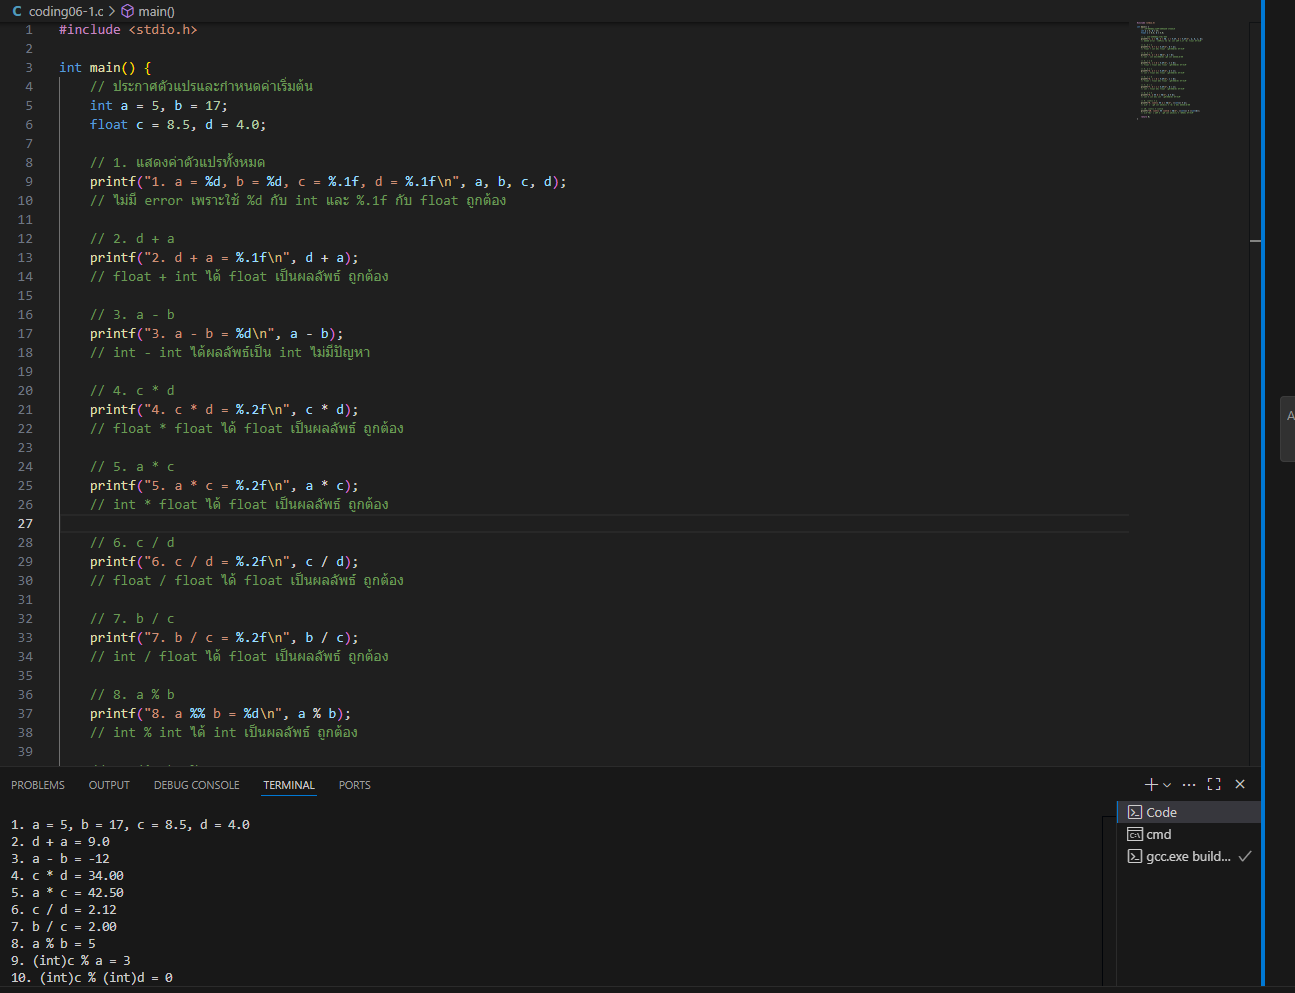 coding06-1.c > main()
1 #include <stdio.h>
2
3 int main() {
4 // ประกาศตัวแปรและกำหนดค่าเริ่มต้น
5 int a = 5, b = 17;
6 float c = 8.5, d = 4.0;
7
8 // 1. แสดงค่าตัวแปรทั้งหมด
9 printf("1. a = %d, b = %d, c = %.1f, d = %.1f\n", a, b, c, d);
10 // ไม่มี error เพราะใช้ %d กับ int และ %.1f กับ float ถูกต้อง
11
12 // 2. d + a
13 printf("2. d + a = %.1f\n", d + a);
14 // float + int ได้ float เป็นผลลัพธ์ ถูกต้อง
15
16 // 3. a - b
17 printf("3. a - b = %d\n", a - b);
18 // int - int ได้ผลลัพธ์เป็น int ไม่มีปัญหา
19
20 // 4. c * d
21 printf("4. c * d = %.2f\n", c * d);
22 // float * float ได้ float เป็นผลลัพธ์ ถูกต้อง
23
24 // 5. a * c
25 printf("5. a * c = %.2f\n", a * c);
26 // int * float ได้ float เป็นผลลัพธ์ ถูกต้อง
27
28 // 6. c / d
29 printf("6. c / d = %.2f\n", c / d);
30 // float / float ได้ float เป็นผลลัพธ์ ถูกต้อง
31
32 // 7. b / c
33 printf("7. b / c = %.2f\n", b / c);
34 // int / float ได้ float เป็นผลลัพธ์ ถูกต้อง
35
36 // 8. a % b
37 printf("8. a %% b = %d\n", a % b);
38 // int % int ได้ int เป็นผลลัพธ์ ถูกต้อง
39
PROBLEMS OUTPUT DEBUG CONSOLE TERMINAL PORTS
1. a = 5, b = 17, c = 8.5, d = 4.0
2. d + a = 9.0
3. a - b = -12
4. c * d = 34.00
5. a * c = 42.50
6. c / d = 2.12
7. b / c = 2.00
8. a % b = 5
9. (int)c % a = 3
10. (int)c % (int)d = 0
Code
cmd
gcc.exe build...